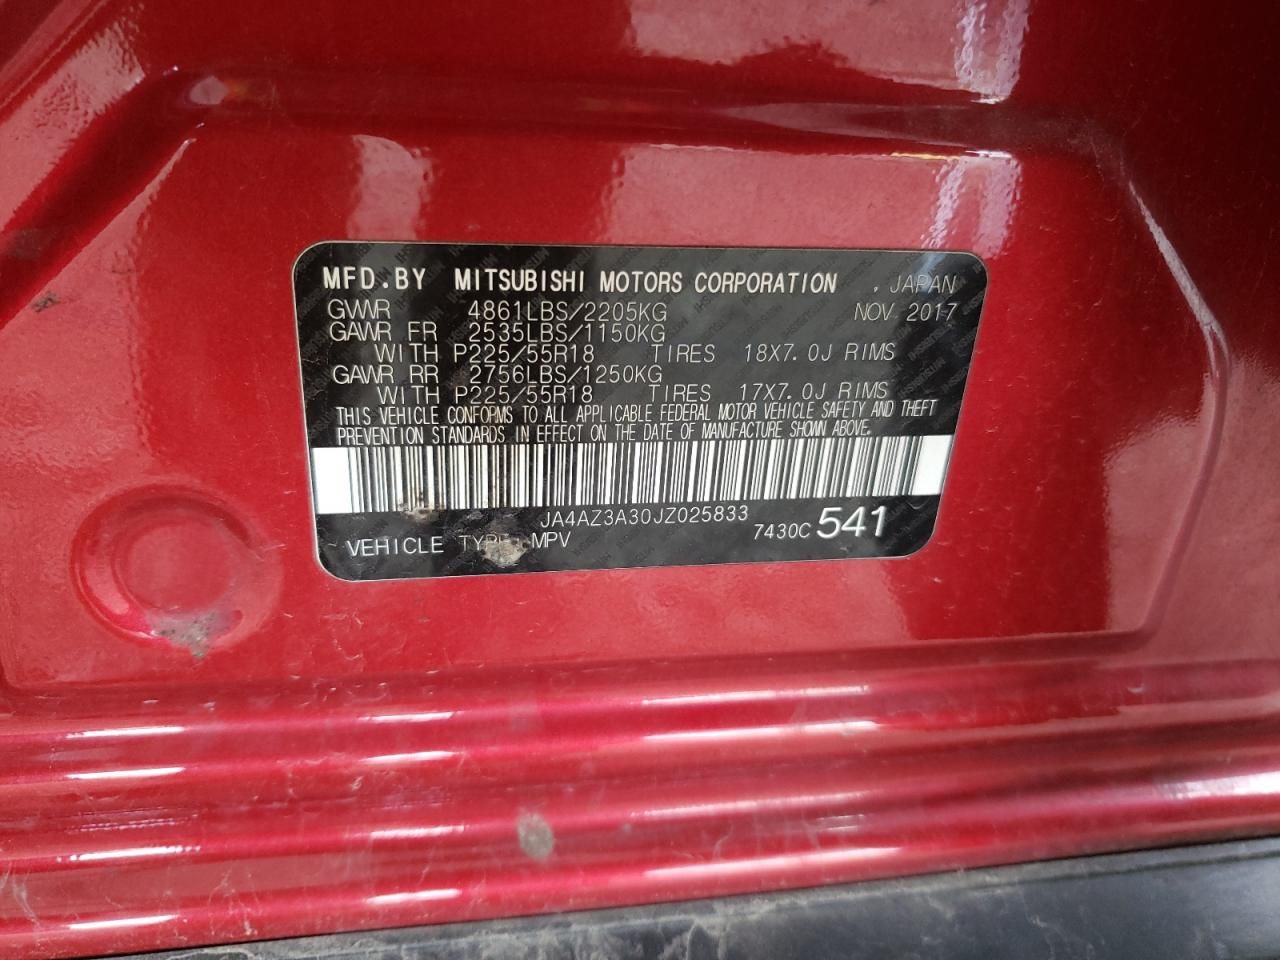 MFD.BY MITSUBISHI MOTORS CORPORATION , JAPAN
GVWR 4861LBS/2205KG NOV 2017
GAWR FR 2535LBS/1150KG
WITH P225/55R18 TIRES 18X7.0J RIMS
GAWR RR 2756LBS/1250KG
WITH P225/55R18 TIRES 17X7.0J RIMS
THIS VEHICLE CONFORMS TO ALL APPLICABLE FEDERAL MOTOR VEHICLE SAFETY AND THEFT
PREVENTION STANDARDS IN EFFECT ON THE DATE OF MANUFACTURE SHOWN ABOVE.
JA4AZ3A30JZ025833
VEHICLE TYPE: MPV 7430C 541